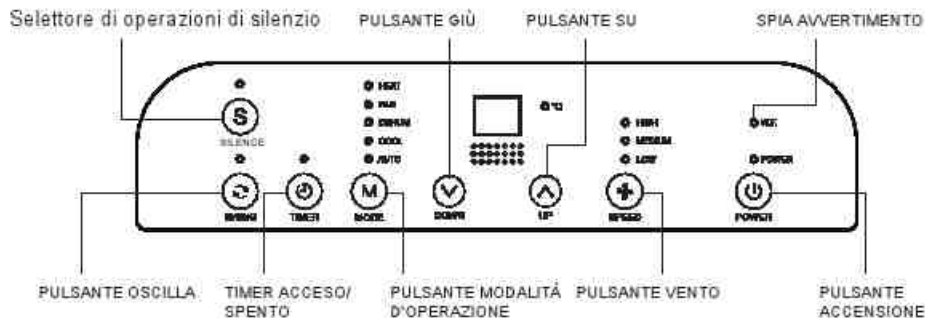 Selettore di operazioni di silenzio
PULSANTE GIÙ
PULSANTE SU
SPIA AVVERTIMENTO
HEAT
FAN
DEHUM
COOL
AUTO
°C
HIGH
MEDIUM
LOW
POWER
S
SILENCE
M
SWING
TIMER
MODE
DOWN
UP
SPEED
POWER
PULSANTE OSCILLA
TIMER ACCESO/
SPENTO
PULSANTE MODALITÁ
D'OPERAZIONE
PULSANTE VENTO
PULSANTE
ACCENSIONE